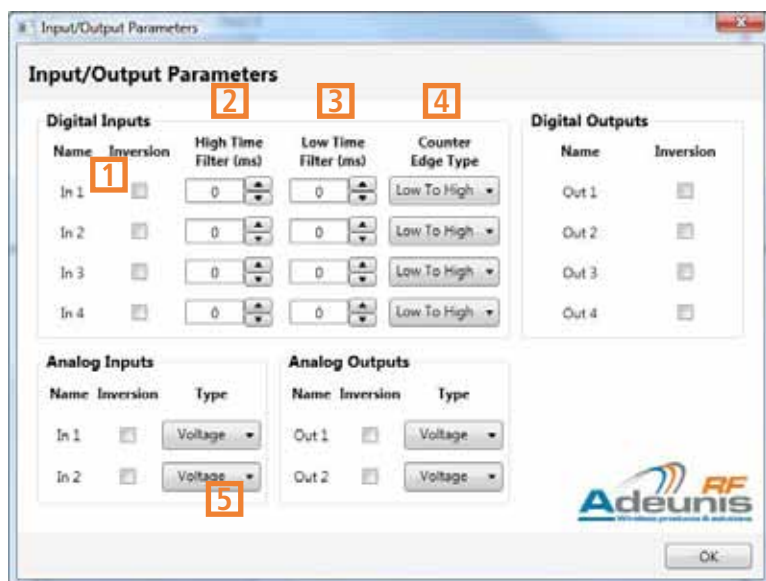 Input/Output Parameters
Input/Output Parameters
2 3 4
Digital Inputs
Name Inversion High Time Filter (ms) Low Time Filter (ms) Counter Edge Type
1
In 1 0 0 Low To High
In 2 0 0 Low To High
In 3 0 0 Low To High
In 4 0 0 Low To High
Digital Outputs
Name Inversion
Out 1
Out 2
Out 3
Out 4
Analog Inputs
Name Inversion Type
In 1 Voltage
In 2 Voltage
5
Analog Outputs
Name Inversion Type
Out 1 Voltage
Out 2 Voltage
Adeunis RF
Wireless products & solutions
OK